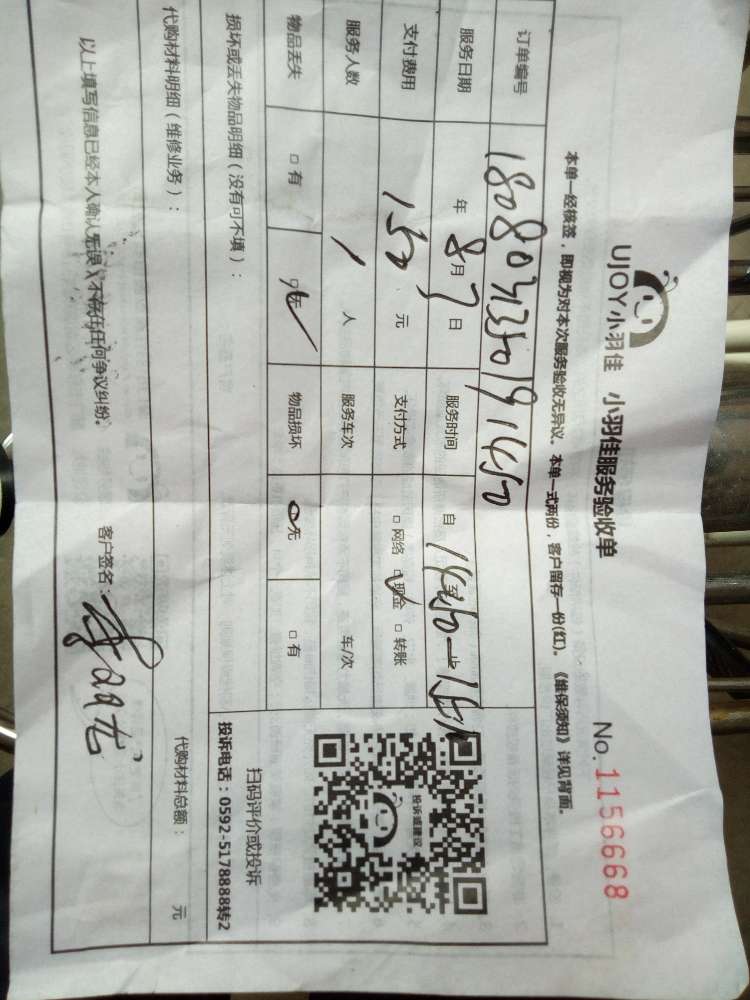 UJOY小羽佳 小羽佳服务验收单 No.1156668
本单一经核签，即视为对本次服务验收无异议。本单一式两份，客户留存一份(红)。《维保须知》详见背面。
订单编号
服务日期 年 8月7日 服务时间 自 至 止
支付费用 150 元 支付方式 □ 网络 □ 现金 □ 转账
服务人数 1 人 服务车次 车/次
物品丢失 □ 有 □ 无 物品损坏 □ 无 □ 有
投诉或建议
扫码评价或投诉
投诉电话：0592-5178888转2
损坏或丢失物品明细（没有可不填）：
代购材料明细（维修业务）： 代购材料总额： 元
以上填写信息已经本人确认无误，不存在任何争议纠纷。 客户签名：